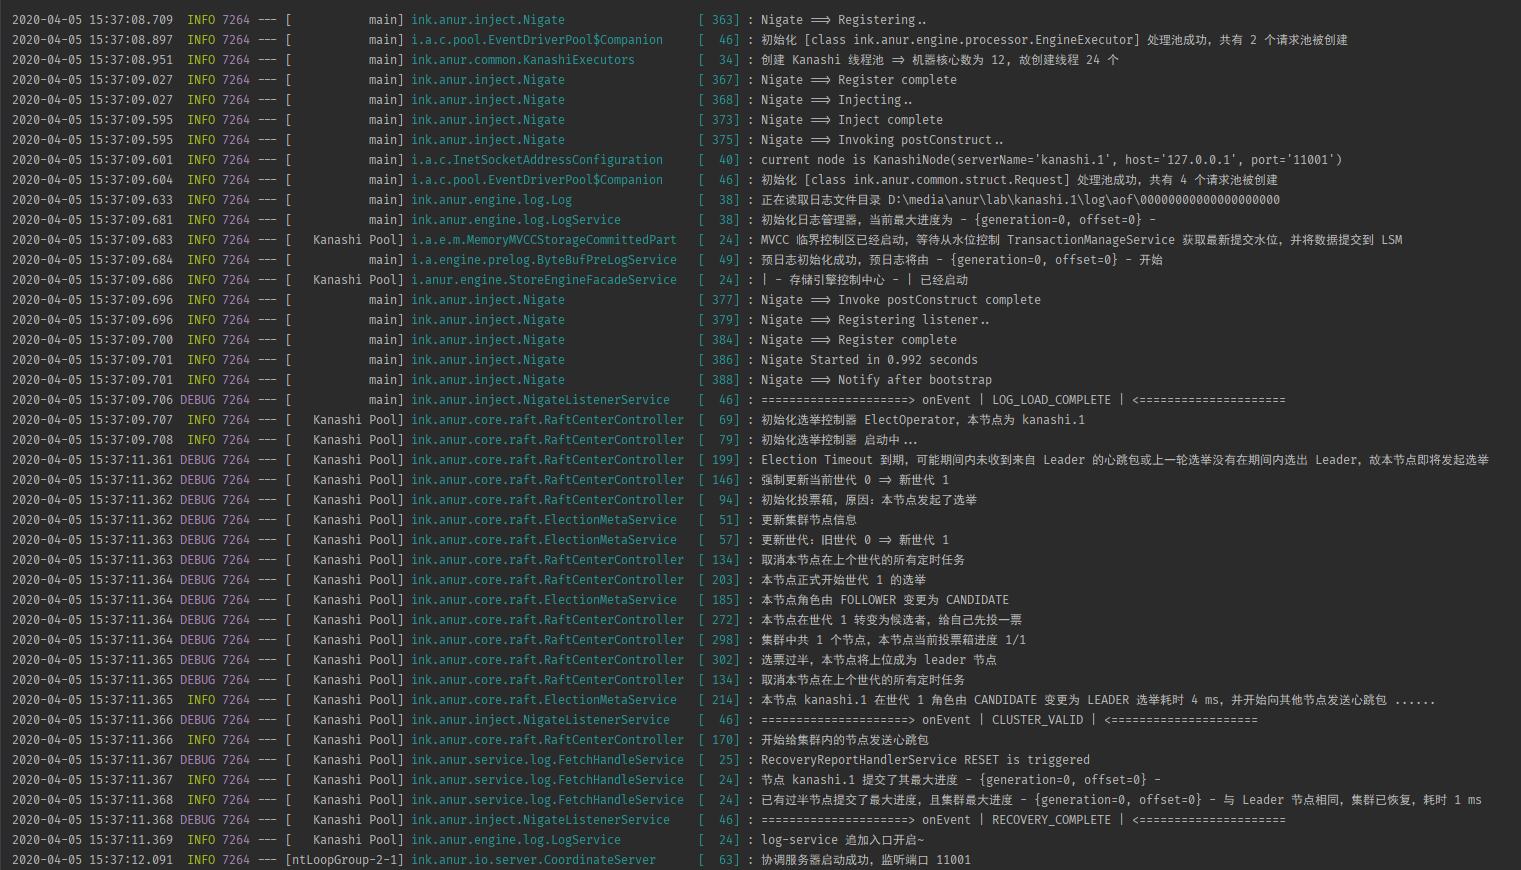 2020-04-05 15:37:08.709  INFO 7264 --- [           main] ink.anur.inject.Nigate                   [ 363] : Nigate ==> Registering..
2020-04-05 15:37:08.897  INFO 7264 --- [           main] i.a.c.pool.EventDriverPool$Companion     [  46] : 初始化 [class ink.anur.engine.processor.EngineExecutor] 处理池成功，共有 2 个请求池被创建
2020-04-05 15:37:08.951  INFO 7264 --- [           main] ink.anur.common.KanashiExecutors         [  34] : 创建 Kanashi 线程池 => 机器核心数为 12, 故创建线程 24 个
2020-04-05 15:37:09.027  INFO 7264 --- [           main] ink.anur.inject.Nigate                   [ 367] : Nigate ==> Register complete
2020-04-05 15:37:09.027  INFO 7264 --- [           main] ink.anur.inject.Nigate                   [ 368] : Nigate ==> Injecting..
2020-04-05 15:37:09.595  INFO 7264 --- [           main] ink.anur.inject.Nigate                   [ 373] : Nigate ==> Inject complete
2020-04-05 15:37:09.595  INFO 7264 --- [           main] ink.anur.inject.Nigate                   [ 375] : Nigate ==> Invoking postConstruct..
2020-04-05 15:37:09.601  INFO 7264 --- [           main] i.a.c.InetSocketAddressConfiguration     [  40] : current node is KanashiNode(serverName='kanashi.1', host='127.0.0.1', port='11001')
2020-04-05 15:37:09.604  INFO 7264 --- [           main] i.a.c.pool.EventDriverPool$Companion     [  46] : 初始化 [class ink.anur.common.struct.Request] 处理池成功，共有 4 个请求池被创建
2020-04-05 15:37:09.633  INFO 7264 --- [           main] ink.anur.engine.log.Log                  [  38] : 正在读取日志文件目录 D:\media\anur\lab\kanashi.1\log\aof\00000000000000000000
2020-04-05 15:37:09.681  INFO 7264 --- [           main] ink.anur.engine.log.LogService           [  38] : 初始化日志管理器，当前最大进度为 - {generation=0, offset=0} -
2020-04-05 15:37:09.683  INFO 7264 --- [   Kanashi Pool] i.a.e.m.MemoryMVCCStorageCommittedPart   [  24] : MVCC 临界控制区已经启动，等待从水位控制 TransactionManageService 获取最新提交水位，并将数据提交到 LSM
2020-04-05 15:37:09.684  INFO 7264 --- [           main] i.a.engine.prelog.ByteBufPreLogService   [  49] : 预日志初始化成功，预日志将由 - {generation=0, offset=0} - 开始
2020-04-05 15:37:09.686  INFO 7264 --- [   Kanashi Pool] i.anur.engine.StoreEngineFacadeService   [  24] : | - 存储引擎控制中心 - | 已经启动
2020-04-05 15:37:09.696  INFO 7264 --- [           main] ink.anur.inject.Nigate                   [ 377] : Nigate ==> Invoke postConstruct complete
2020-04-05 15:37:09.696  INFO 7264 --- [           main] ink.anur.inject.Nigate                   [ 379] : Nigate ==> Registering listener..
2020-04-05 15:37:09.700  INFO 7264 --- [           main] ink.anur.inject.Nigate                   [ 384] : Nigate ==> Register complete
2020-04-05 15:37:09.701  INFO 7264 --- [           main] ink.anur.inject.Nigate                   [ 386] : Nigate Started in 0.992 seconds
2020-04-05 15:37:09.701  INFO 7264 --- [           main] ink.anur.inject.Nigate                   [ 388] : Nigate ==> Notify after bootstrap
2020-04-05 15:37:09.706 DEBUG 7264 --- [           main] ink.anur.inject.NigateListenerService    [  46] : =====================> onEvent | LOG_LOAD_COMPLETE | <=====================
2020-04-05 15:37:09.707  INFO 7264 --- [   Kanashi Pool] ink.anur.core.raft.RaftCenterController  [  69] : 初始化选举控制器 ElectOperator，本节点为 kanashi.1
2020-04-05 15:37:09.708  INFO 7264 --- [   Kanashi Pool] ink.anur.core.raft.RaftCenterController  [  79] : 初始化选举控制器 启动中...
2020-04-05 15:37:11.361 DEBUG 7264 --- [   Kanashi Pool] ink.anur.core.raft.RaftCenterController  [ 199] : Election Timeout 到期，可能期间内未收到来自 Leader 的心跳包或上一轮选举没有在期间内选出 Leader，故本节点即将发起选举
2020-04-05 15:37:11.362 DEBUG 7264 --- [   Kanashi Pool] ink.anur.core.raft.RaftCenterController  [ 146] : 强制更新当前世代 0 => 新世代 1
2020-04-05 15:37:11.362 DEBUG 7264 --- [   Kanashi Pool] ink.anur.core.raft.RaftCenterController  [  94] : 初始化投票箱，原因：本节点发起了选举
2020-04-05 15:37:11.362 DEBUG 7264 --- [   Kanashi Pool] ink.anur.core.raft.ElectionMetaService   [  51] : 更新集群节点信息
2020-04-05 15:37:11.363 DEBUG 7264 --- [   Kanashi Pool] ink.anur.core.raft.ElectionMetaService   [  57] : 更新世代：旧世代 0 => 新世代 1
2020-04-05 15:37:11.363 DEBUG 7264 --- [   Kanashi Pool] ink.anur.core.raft.RaftCenterController  [ 134] : 取消本节点在上个世代的所有定时任务
2020-04-05 15:37:11.364 DEBUG 7264 --- [   Kanashi Pool] ink.anur.core.raft.RaftCenterController  [ 203] : 本节点正式开始世代 1 的选举
2020-04-05 15:37:11.364 DEBUG 7264 --- [   Kanashi Pool] ink.anur.core.raft.ElectionMetaService   [ 185] : 本节点角色由 FOLLOWER 变更为 CANDIDATE
2020-04-05 15:37:11.364 DEBUG 7264 --- [   Kanashi Pool] ink.anur.core.raft.RaftCenterController  [ 272] : 本节点在世代 1 转变为候选者，给自己先投一票
2020-04-05 15:37:11.364 DEBUG 7264 --- [   Kanashi Pool] ink.anur.core.raft.RaftCenterController  [ 298] : 集群中共 1 个节点，本节点当前投票箱进度 1/1
2020-04-05 15:37:11.365 DEBUG 7264 --- [   Kanashi Pool] ink.anur.core.raft.RaftCenterController  [ 302] : 选票过半，本节点将上位成为 leader 节点
2020-04-05 15:37:11.365 DEBUG 7264 --- [   Kanashi Pool] ink.anur.core.raft.RaftCenterController  [ 134] : 取消本节点在上个世代的所有定时任务
2020-04-05 15:37:11.365  INFO 7264 --- [   Kanashi Pool] ink.anur.core.raft.ElectionMetaService   [ 214] : 本节点 kanashi.1 在世代 1 角色由 CANDIDATE 变更为 LEADER 选举耗时 4 ms，并开始向其他节点发送心跳包 ......
2020-04-05 15:37:11.366 DEBUG 7264 --- [   Kanashi Pool] ink.anur.inject.NigateListenerService    [  46] : =====================> onEvent | CLUSTER_VALID | <=====================
2020-04-05 15:37:11.366  INFO 7264 --- [   Kanashi Pool] ink.anur.core.raft.RaftCenterController  [ 170] : 开始给集群内的节点发送心跳包
2020-04-05 15:37:11.367 DEBUG 7264 --- [   Kanashi Pool] ink.anur.service.log.FetchHandleService  [  25] : RecoveryReportHandlerService RESET is triggered
2020-04-05 15:37:11.367  INFO 7264 --- [   Kanashi Pool] ink.anur.service.log.FetchHandleService  [  24] : 节点 kanashi.1 提交了其最大进度 - {generation=0, offset=0} -
2020-04-05 15:37:11.368  INFO 7264 --- [   Kanashi Pool] ink.anur.service.log.FetchHandleService  [  24] : 已有过半节点提交了最大进度，且集群最大进度 - {generation=0, offset=0} - 与 Leader 节点相同，集群已恢复，耗时 1 ms
2020-04-05 15:37:11.368 DEBUG 7264 --- [   Kanashi Pool] ink.anur.inject.NigateListenerService    [  46] : =====================> onEvent | RECOVERY_COMPLETE | <=====================
2020-04-05 15:37:11.369  INFO 7264 --- [   Kanashi Pool] ink.anur.engine.log.LogService           [  24] : log-service 追加入口开启~
2020-04-05 15:37:12.091  INFO 7264 --- [ntLoopGroup-2-1] ink.anur.io.server.CoordinateServer      [  63] : 协调服务器启动成功，监听端口 11001